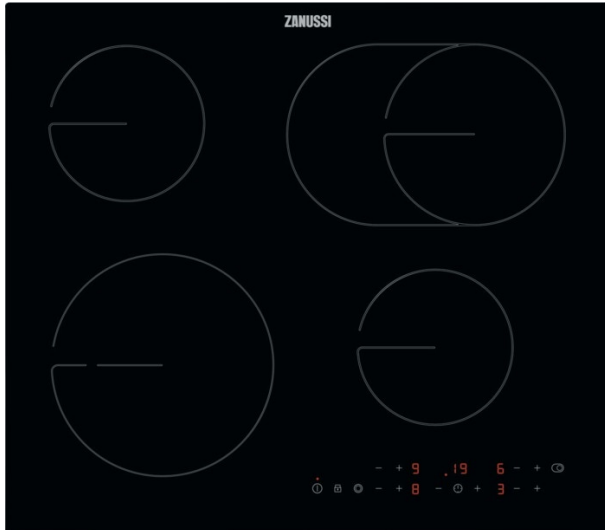 ZANUSSI
- + 9 .19 6 - +
- + 8 - + 3 - +